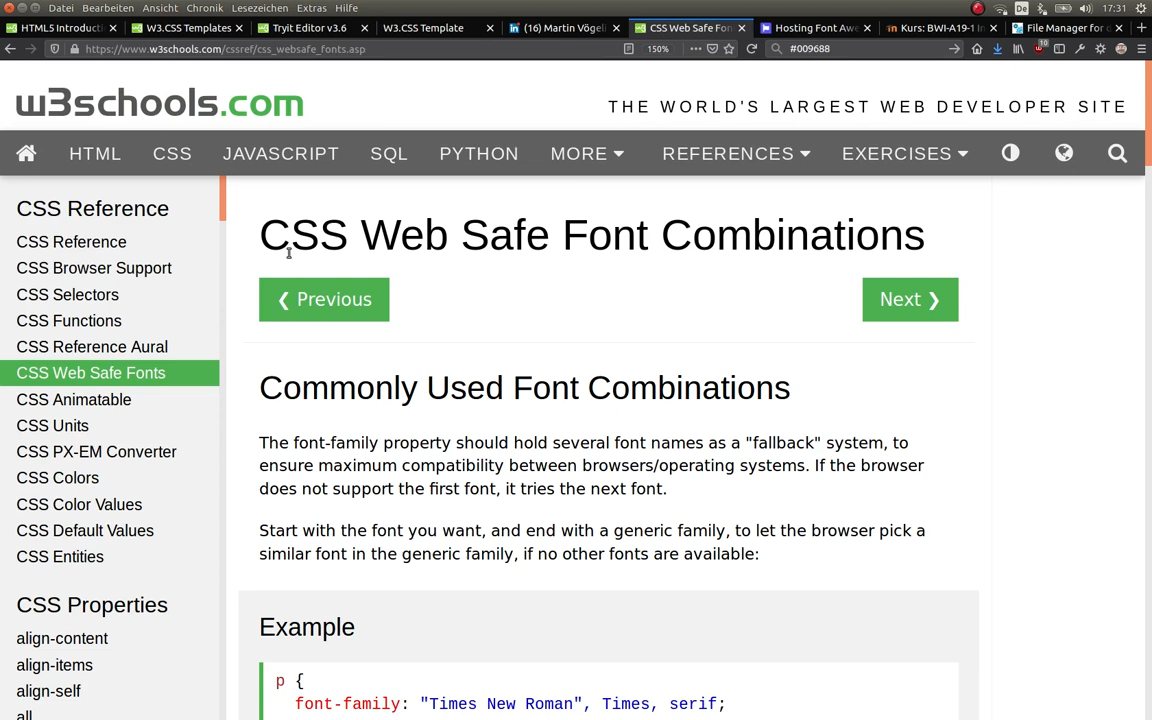 Datei Bearbeiten Ansicht Chronik Lesezeichen Extras Hilfe De 17:31
HTML5 Introducti W3.CSS Templates Tryit Editor v3.6 W3.CSS Template (16) Martin Vögeli CSS Web Safe Fon Hosting Font Awe Kurs: BWI-A19-1 In File Manager for
https://www.w3schools.com/cssref/css_websafe_fonts.asp 150% #009688 10
w3schools.com THE WORLD'S LARGEST WEB DEVELOPER SITE
HTML CSS JAVASCRIPT SQL PYTHON MORE REFERENCES EXERCISES
CSS Reference
CSS Reference
CSS Browser Support
CSS Selectors
CSS Functions
CSS Reference Aural
CSS Web Safe Fonts
CSS Animatable
CSS Units
CSS PX-EM Converter
CSS Colors
CSS Color Values
CSS Default Values
CSS Entities
CSS Properties
align-content
align-items
align-self
all
CSS Web Safe Font Combinations
❮ Previous Next ❯
Commonly Used Font Combinations
The font-family property should hold several font names as a "fallback" system, to
ensure maximum compatibility between browsers/operating systems. If the browser
does not support the first font, it tries the next font.
Start with the font you want, and end with a generic family, to let the browser pick a
similar font in the generic family, if no other fonts are available:
Example
p {
font-family: "Times New Roman", Times, serif;